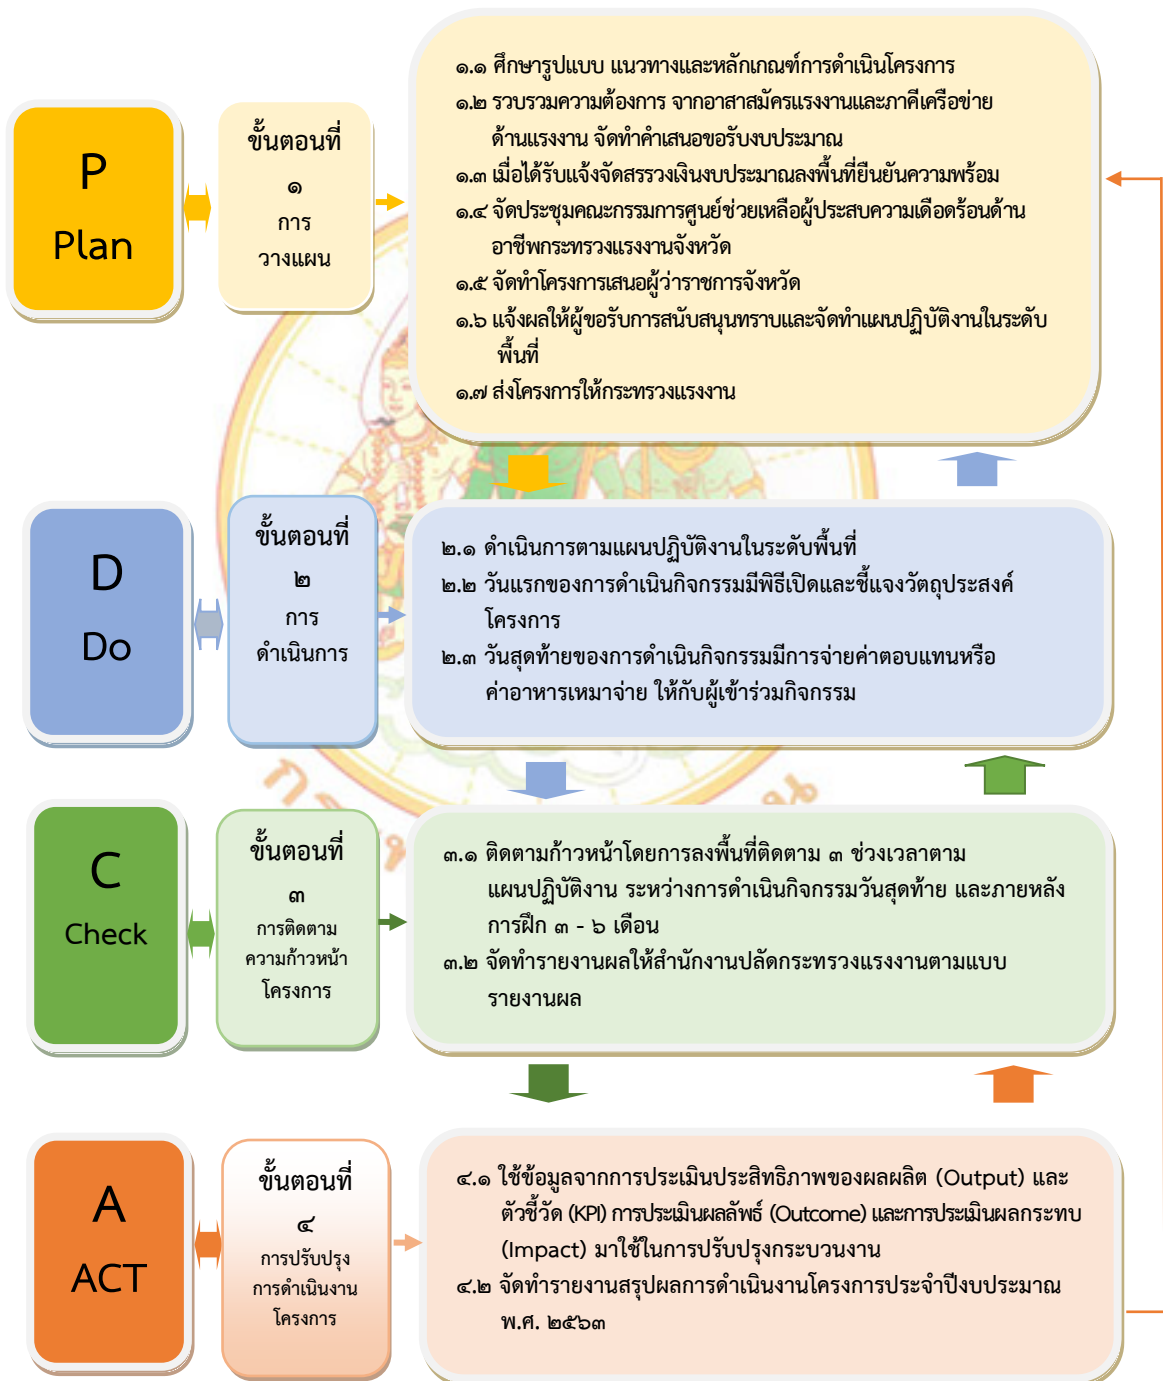 P
Plan
ขั้นตอนที่
๑
การ
วางแผน
๑.๑ ศึกษารูปแบบ แนวทางและหลักเกณฑ์การดำเนินโครงการ
๑.๒ รวบรวมความต้องการ จากอาสาสมัครแรงงานและภาคีเครือข่าย
ด้านแรงงาน จัดทำคำเสนอขอรับงบประมาณ
๑.๓ เมื่อได้รับแจ้งจัดสรรวงเงินงบประมาณลงพื้นที่ยืนยันความพร้อม
๑.๔ จัดประชุมคณะกรรมการศูนย์ช่วยเหลือผู้ประสบความเดือดร้อนด้าน
อาชีพกระทรวงแรงงานจังหวัด
๑.๕ จัดทำโครงการเสนอผู้ว่าราชการจังหวัด
๑.๖ แจ้งผลให้ผู้ขอรับการสนับสนุนทราบและจัดทำแผนปฏิบัติงานในระดับ
พื้นที่
๑.๗ ส่งโครงการให้กระทรวงแรงงาน
D
Do
ขั้นตอนที่
๒
การ
ดำเนินการ
๒.๑ ดำเนินการตามแผนปฏิบัติงานในระดับพื้นที่
๒.๒ วันแรกของการดำเนินกิจกรรมมีพิธีเปิดและชี้แจงวัตถุประสงค์
โครงการ
๒.๓ วันสุดท้ายของการดำเนินกิจกรรมมีการจ่ายค่าตอบแทนหรือ
ค่าอาหารเหมาจ่าย ให้กับผู้เข้าร่วมกิจกรรม
C
Check
ขั้นตอนที่
๓
การติดตาม
ความก้าวหน้า
โครงการ
๓.๑ ติดตามก้าวหน้าโดยการลงพื้นที่ติดตาม ๓ ช่วงเวลาตาม
แผนปฏิบัติงาน ระหว่างการดำเนินกิจกรรมวันสุดท้าย และภายหลัง
การฝึก ๓ - ๖ เดือน
๓.๒ จัดทำรายงานผลให้สำนักงานปลัดกระทรวงแรงงานตามแบบ
รายงานผล
A
ACT
ขั้นตอนที่
๔
การปรับปรุง
การดำเนินงาน
โครงการ
๔.๑ ใช้ข้อมูลจากการประเมินประสิทธิภาพของผลผลิต (Output) และ
ตัวชี้วัด (KPI) การประเมินผลลัพธ์ (Outcome) และการประเมินผลกระทบ
(Impact) มาใช้ในการปรับปรุงกระบวนงาน
๔.๒ จัดทำรายงานสรุปผลการดำเนินงานโครงการประจำปีงบประมาณ
พ.ศ. ๒๕๖๓